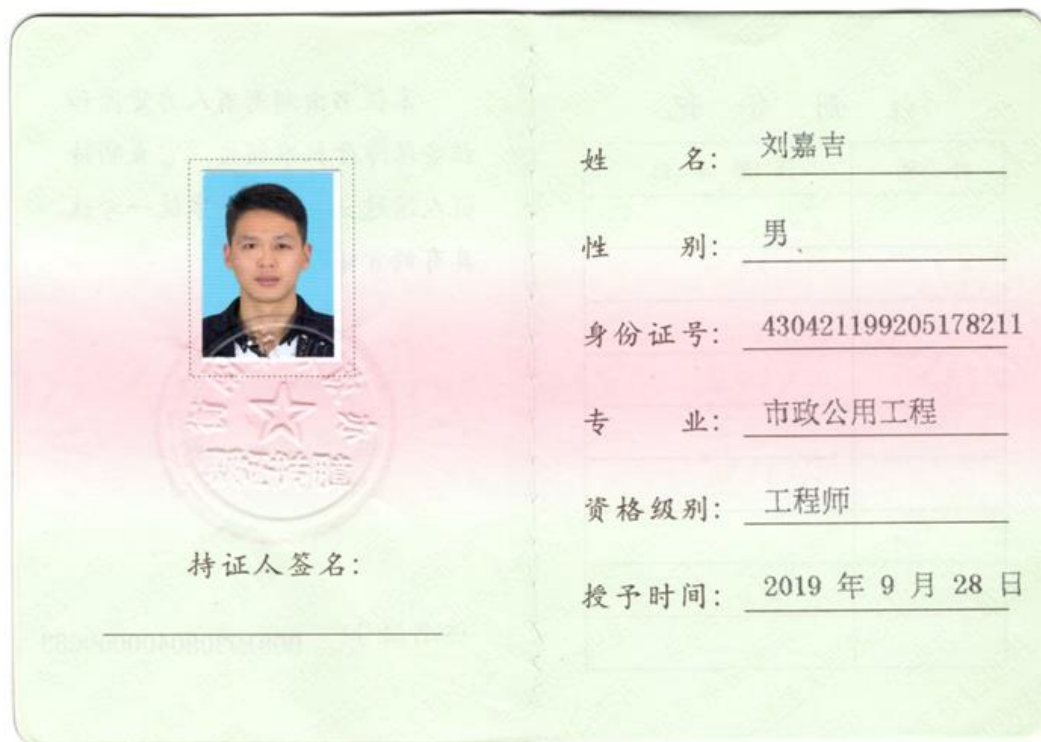 姓 名: 刘嘉吉
性 别: 男
身份证号: 430421199205178211
专 业: 市政公用工程
资格级别: 工程师
授予时间: 2019 年 9 月 28 日
持证人签名: